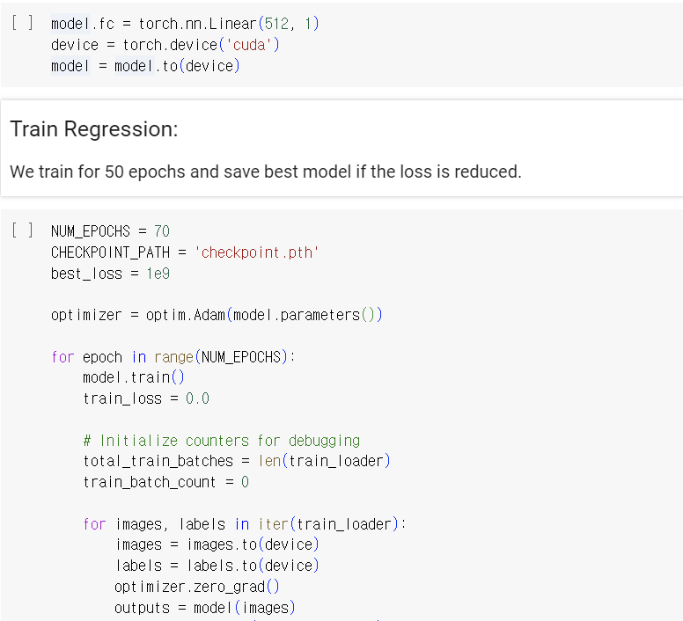 [ ] model.fc = torch.nn.Linear(512, 1)
device = torch.device('cuda')
model = model.to(device)
Train Regression:
We train for 50 epochs and save best model if the loss is reduced.
[ ] NUM_EPOCHS = 70
CHECKPOINT_PATH = 'checkpoint.pth'
best_loss = 1e9
optimizer = optim.Adam(model.parameters())
for epoch in range(NUM_EPOCHS):
model.train()
train_loss = 0.0
# Initialize counters for debugging
total_train_batches = len(train_loader)
train_batch_count = 0
for images, labels in iter(train_loader):
images = images.to(device)
labels = labels.to(device)
optimizer.zero_grad()
outputs = model(images)